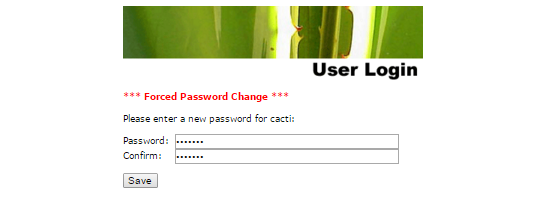 User Login
*** Forced Password Change ***
Please enter a new password for cacti:
Password: •••••••
Confirm: •••••••
Save